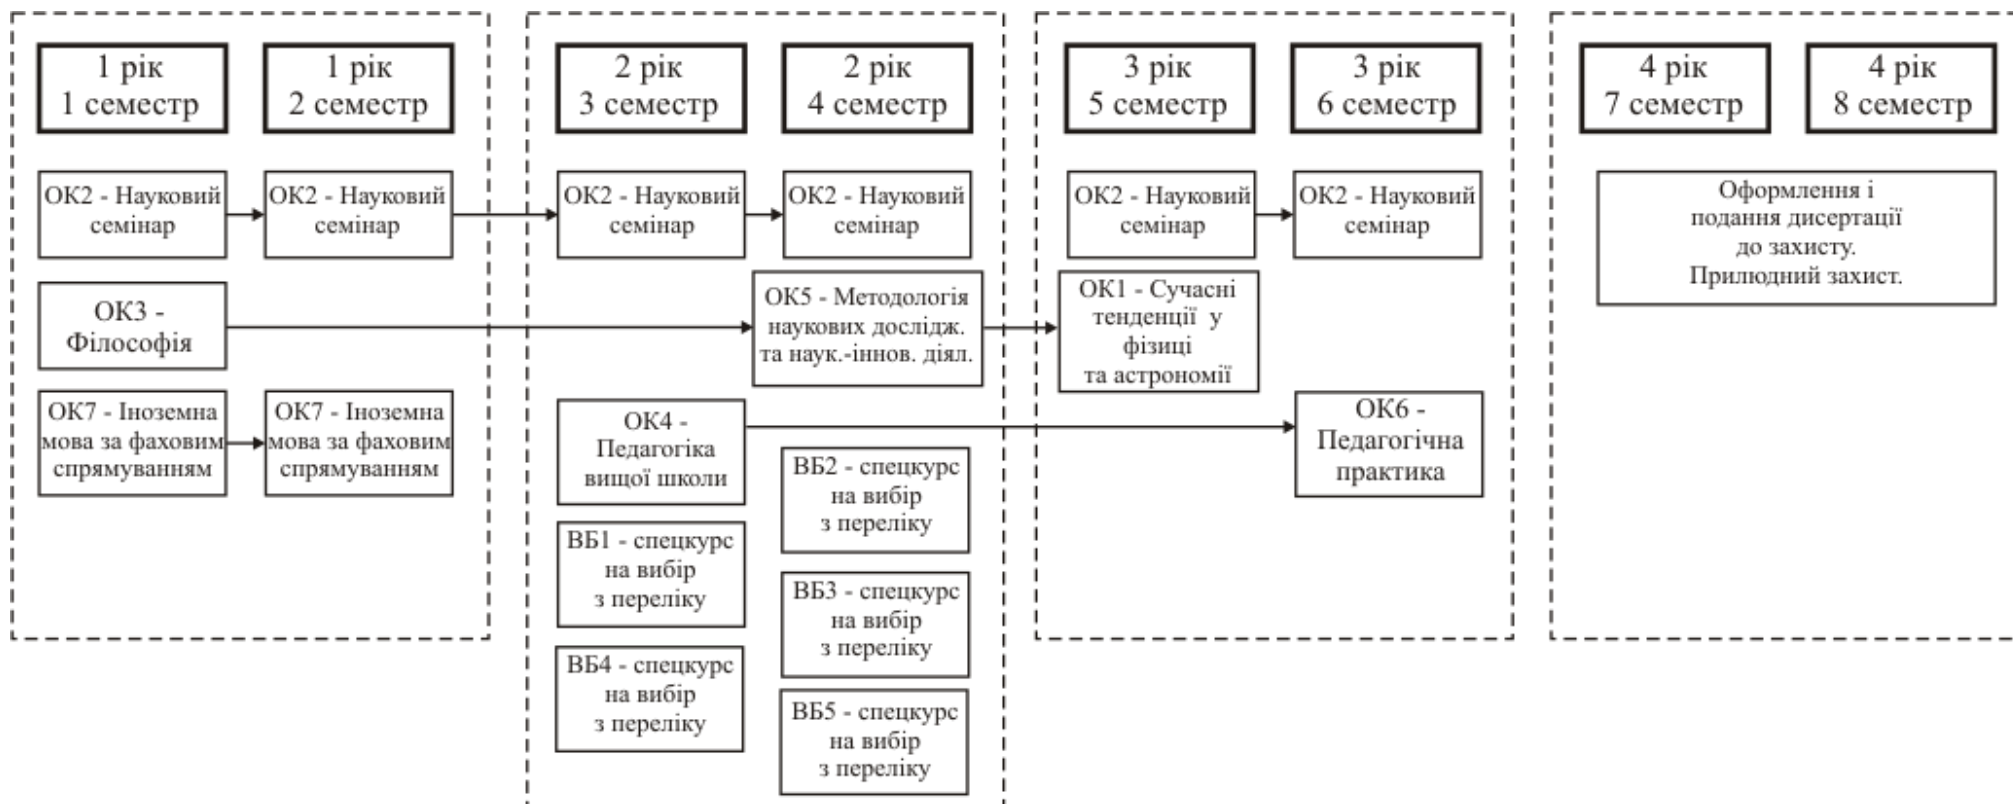 1 рік
1 семестр
1 рік
2 семестр
2 рік
3 семестр
2 рік
4 семестр
3 рік
5 семестр
3 рік
6 семестр
4 рік
7 семестр
4 рік
8 семестр
ОК2 - Науковий
семінар
ОК2 - Науковий
семінар
ОК2 - Науковий
семінар
ОК2 - Науковий
семінар
ОК2 - Науковий
семінар
ОК2 - Науковий
семінар
Оформлення і
подання дисертації
до захисту.
Прилюдний захист.
ОК3 -
Філософія
ОК5 - Методологія
наукових дослідж.
та наук.-іннов. діял.
ОК1 - Сучасні
тенденції у
фізиці
та астрономії
ОК7 - Іноземна
мова за фаховим
спрямуванням
ОК7 - Іноземна
мова за фаховим
спрямуванням
ОК4 -
Педагогіка
вищої школи
ОК6 -
Педагогічна
практика
ВБ2 - спецкурс
на вибір
з переліку
ВБ1 - спецкурс
на вибір
з переліку
ВБ3 - спецкурс
на вибір
з переліку
ВБ4 - спецкурс
на вибір
з переліку
ВБ5 - спецкурс
на вибір
з переліку